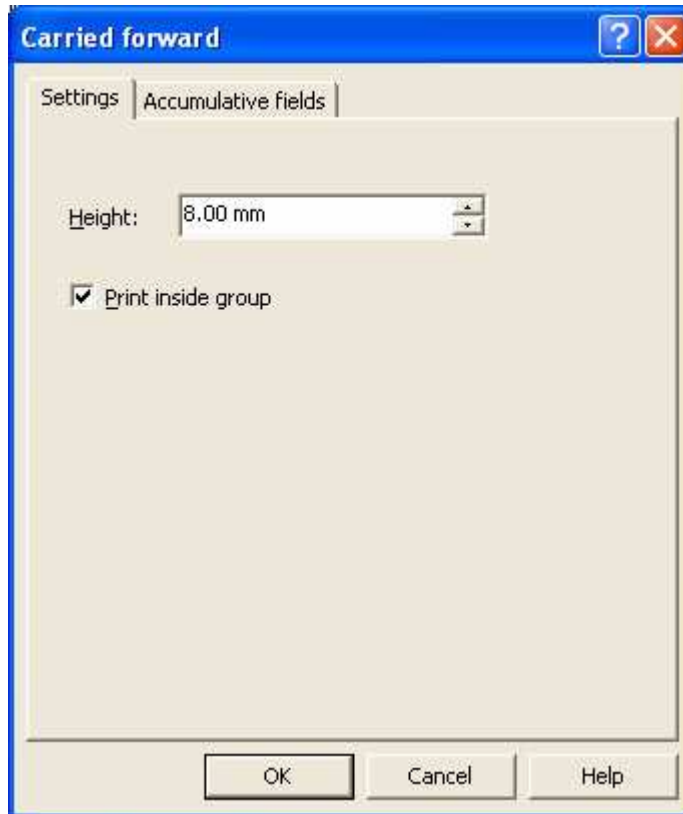 Carried forward
Settings Accumulative fields
Height: 8.00 mm
Print inside group
OK Cancel Help